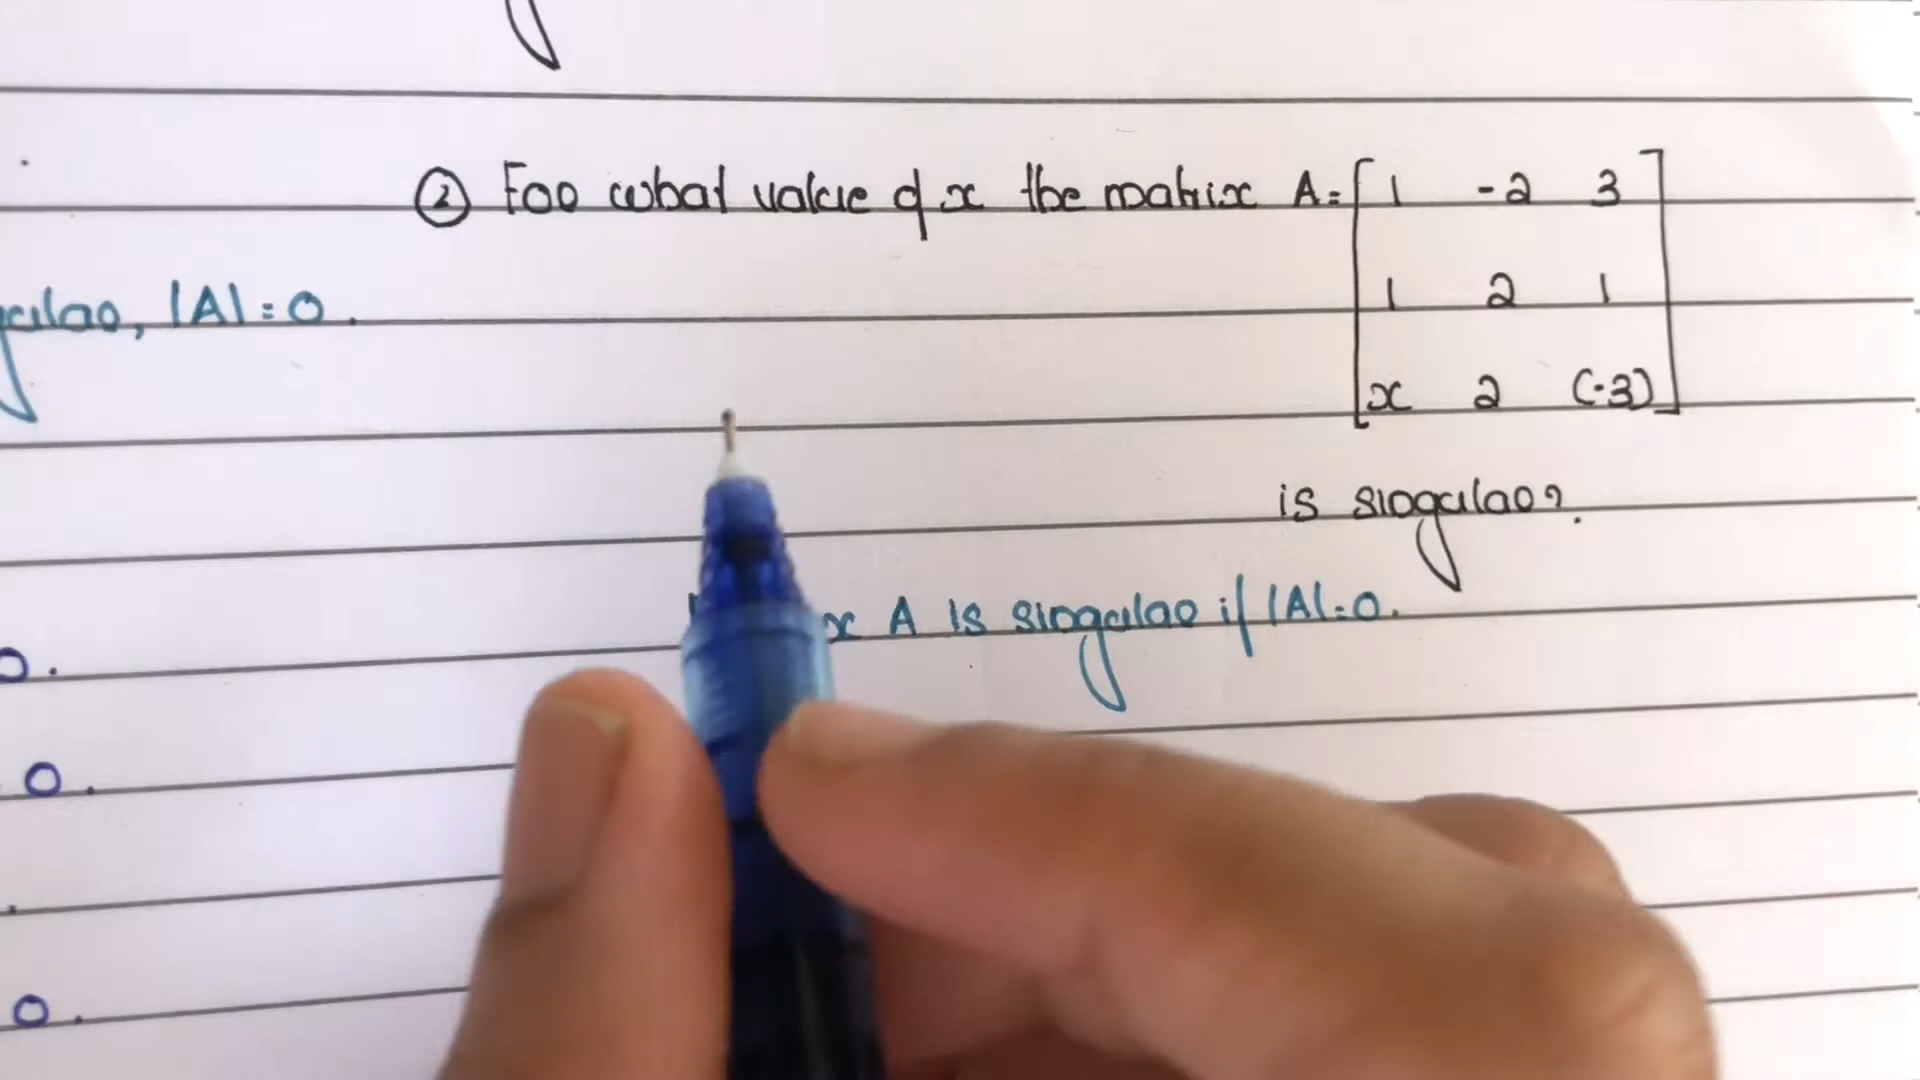 ② For what value of x the matrix A = [ 1 -2 3 ]
1 2 1
, |A| = 0.
x 2 (-3)
is singular?
x A is singular if |A| = 0.
0.
0.
0.